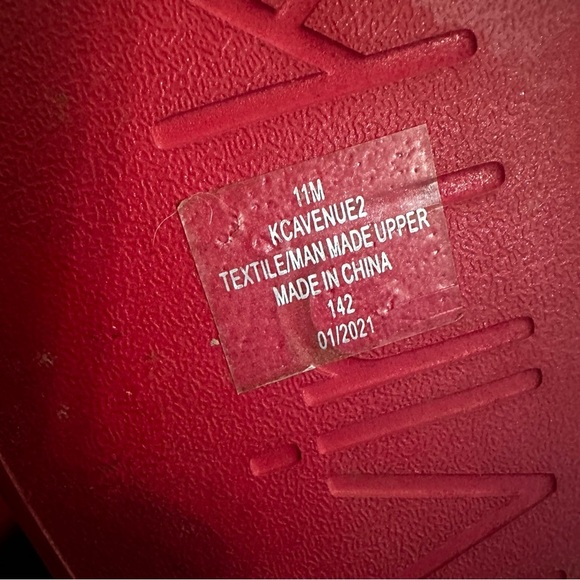 11M
KCAVENUE2
TEXTILE/MAN MADE UPPER
MADE IN CHINA
142
01/2021